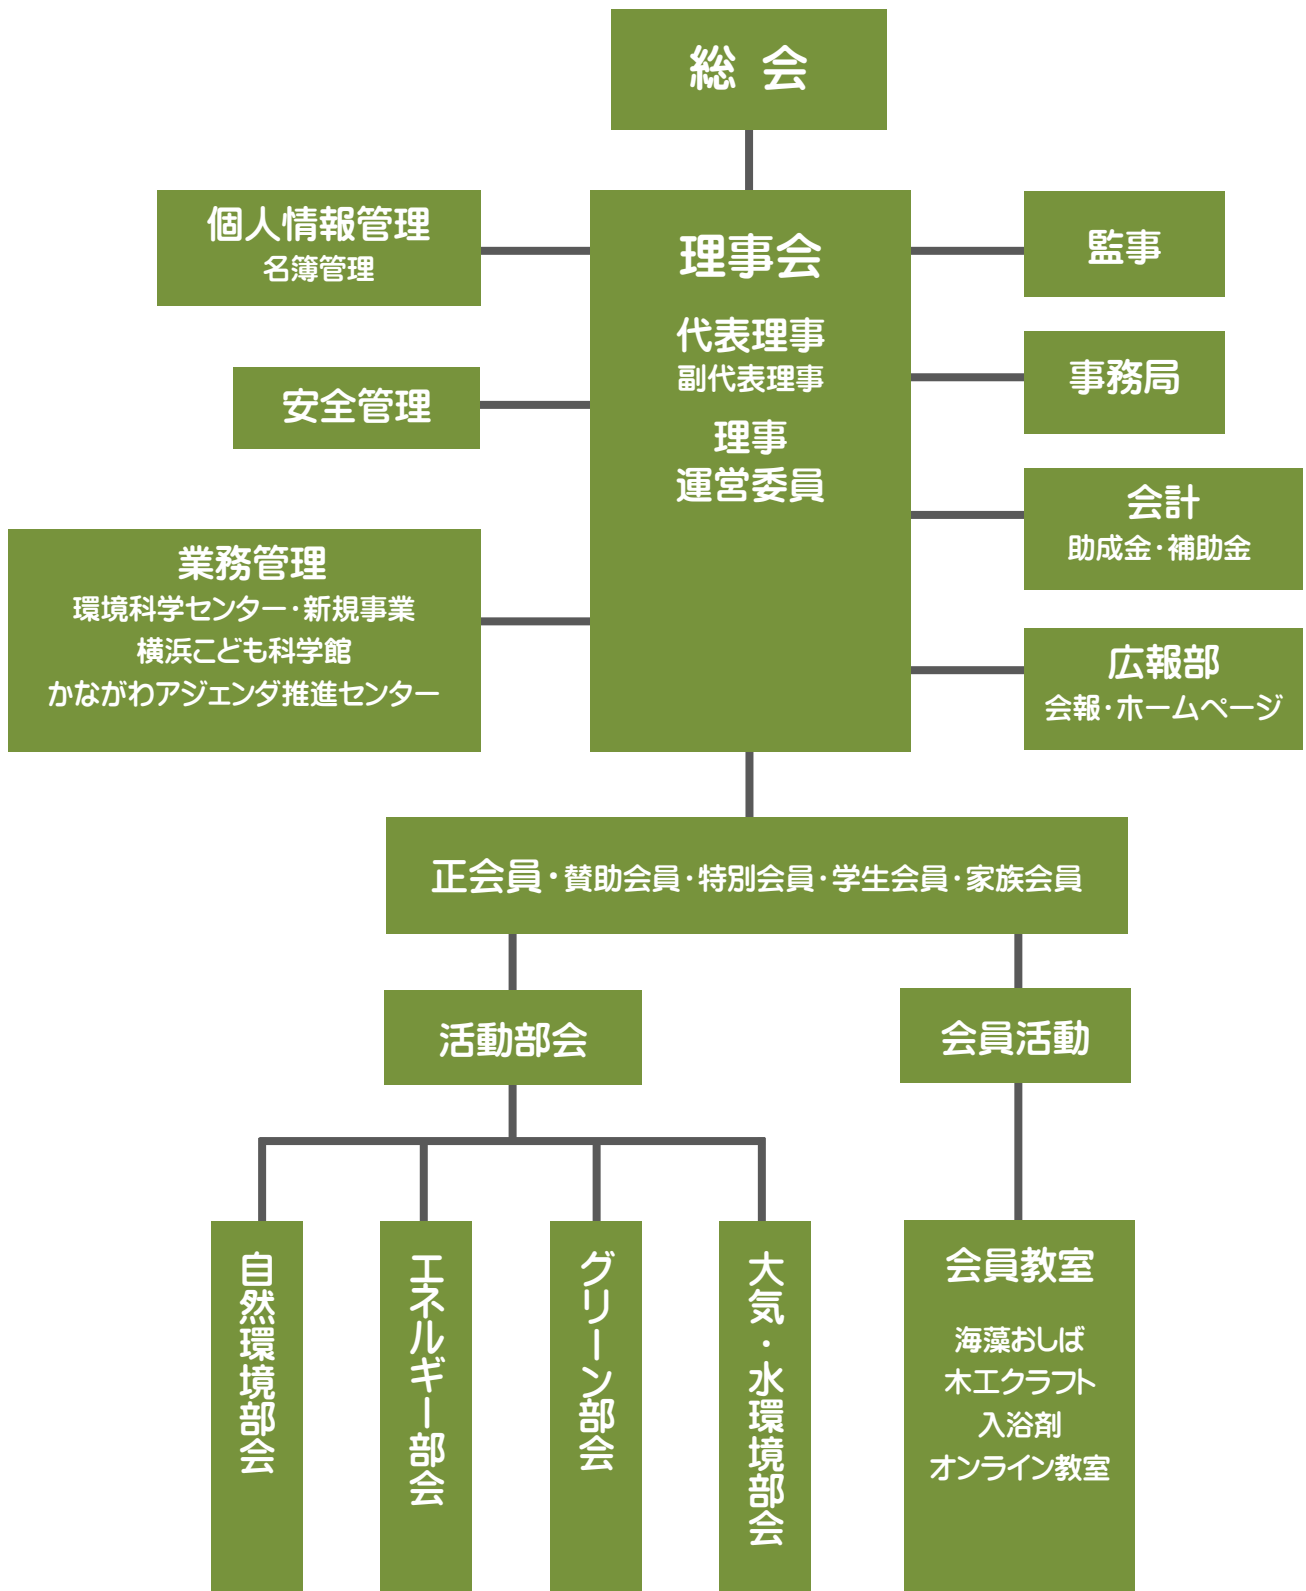 総 会
個人情報管理
名簿管理
安全管理
業務管理
環境科学センター・新規事業
横浜こども科学館
かながわアジェンダ推進センター
理事会
代表理事
副代表理事
理事
運営委員
監事
事務局
会計
助成金・補助金
広報部
会報・ホームページ
正会員・賛助会員・特別会員・学生会員・家族会員
活動部会
会員活動
自然環境部会
エネルギー部会
グリーン部会
大気・水環境部会
会員教室
海藻おしば
木工クラフト
入浴剤
オンライン教室